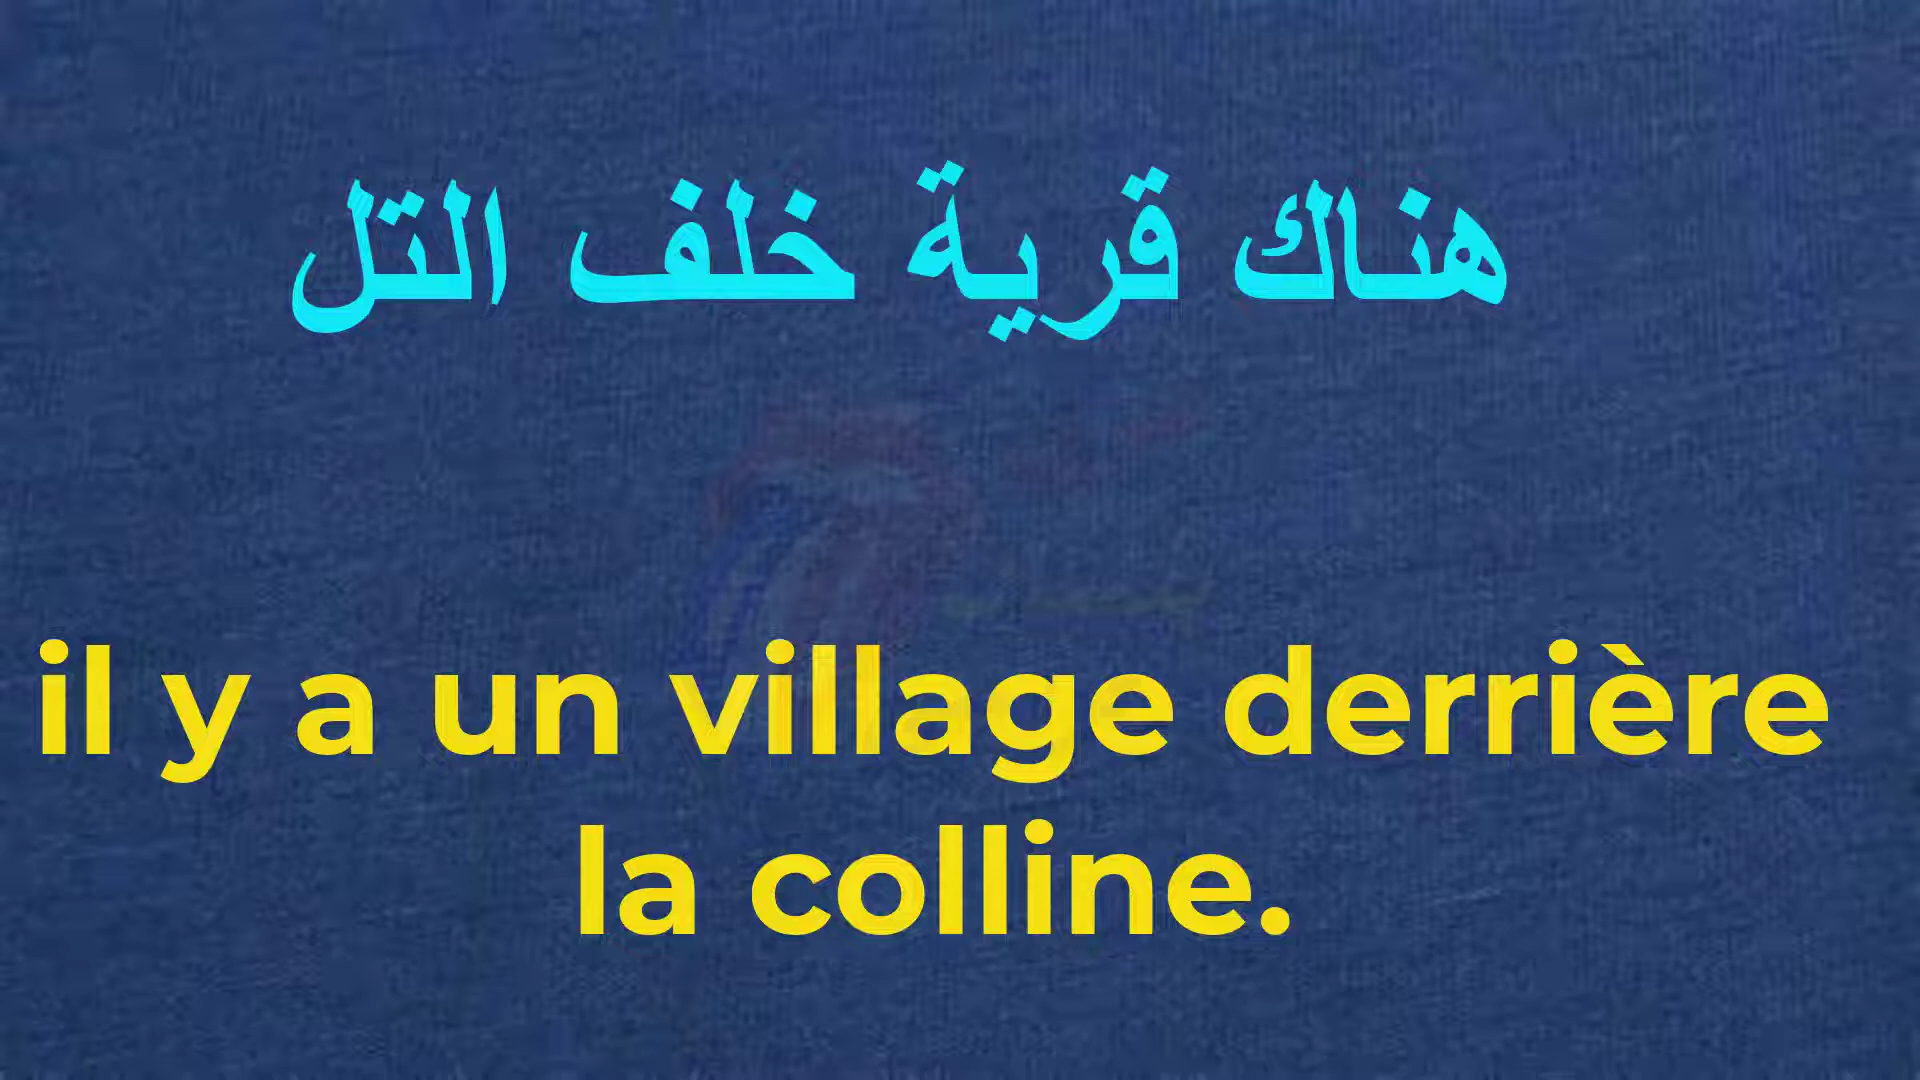 هناك قرية خلف التل
il y a un village derrière
la colline.